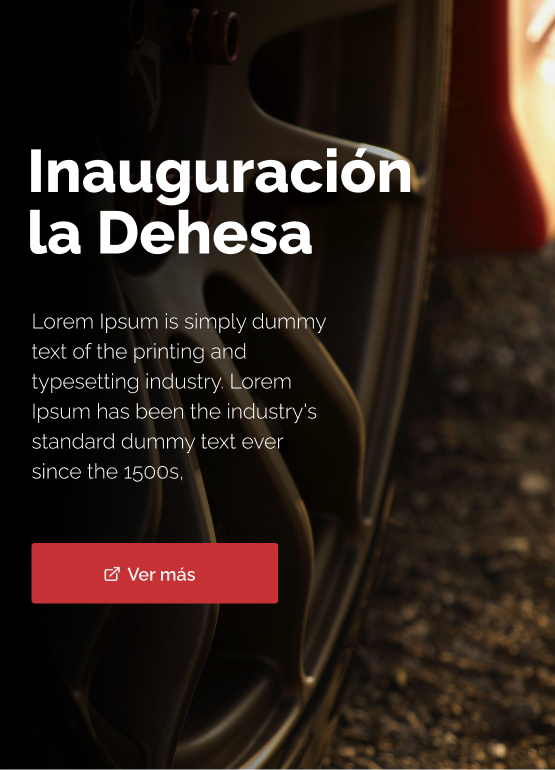 Inauguración
la Dehesa
Lorem Ipsum is simply dummy
text of the printing and
typesetting industry. Lorem
Ipsum has been the industry's
standard dummy text ever
since the 1500s,
Ver más